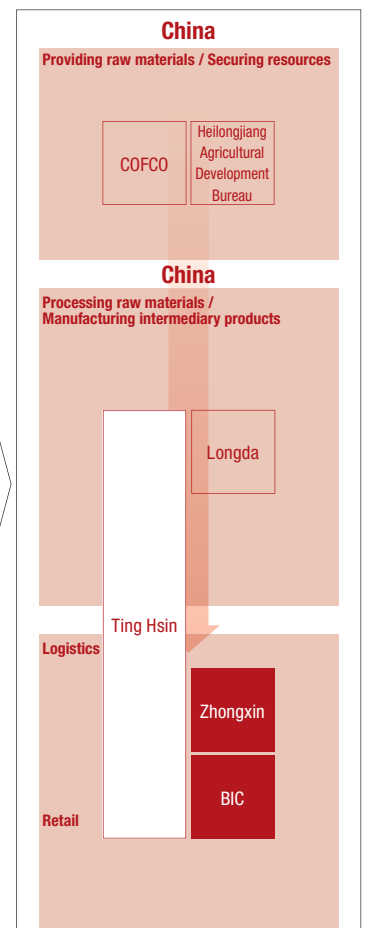 China
Providing raw materials / Securing resources
COFCO
Heilongjiang
Agricultural
Development
Bureau
China
Processing raw materials /
Manufacturing intermediary products
Longda
Ting Hsin
Logistics
Zhongxin
BIC
Retail